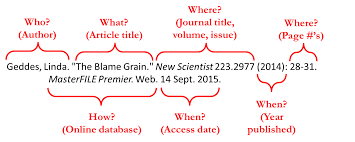 Who?
(Author)
What?
(Article title)
Where?
(Journal title,
volume, issue)
Where?
(Page #'s)
Geddes, Linda. "The Blame Grain." New Scientist 223.2977 (2014): 28-31.
MasterFILE Premier. Web. 14 Sept. 2015.
How?
(Online database)
When?
(Access date)
When?
(Year
published)